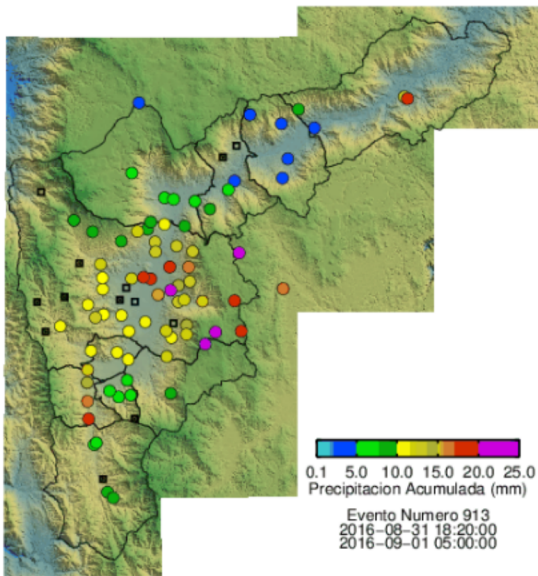 0.1 5.0 10.0 15.0 20.0 25.0
Precipitacion Acumulada (mm)
Evento Numero 913
2016-08-31 18:20:00
2016-09-01 05:00:00